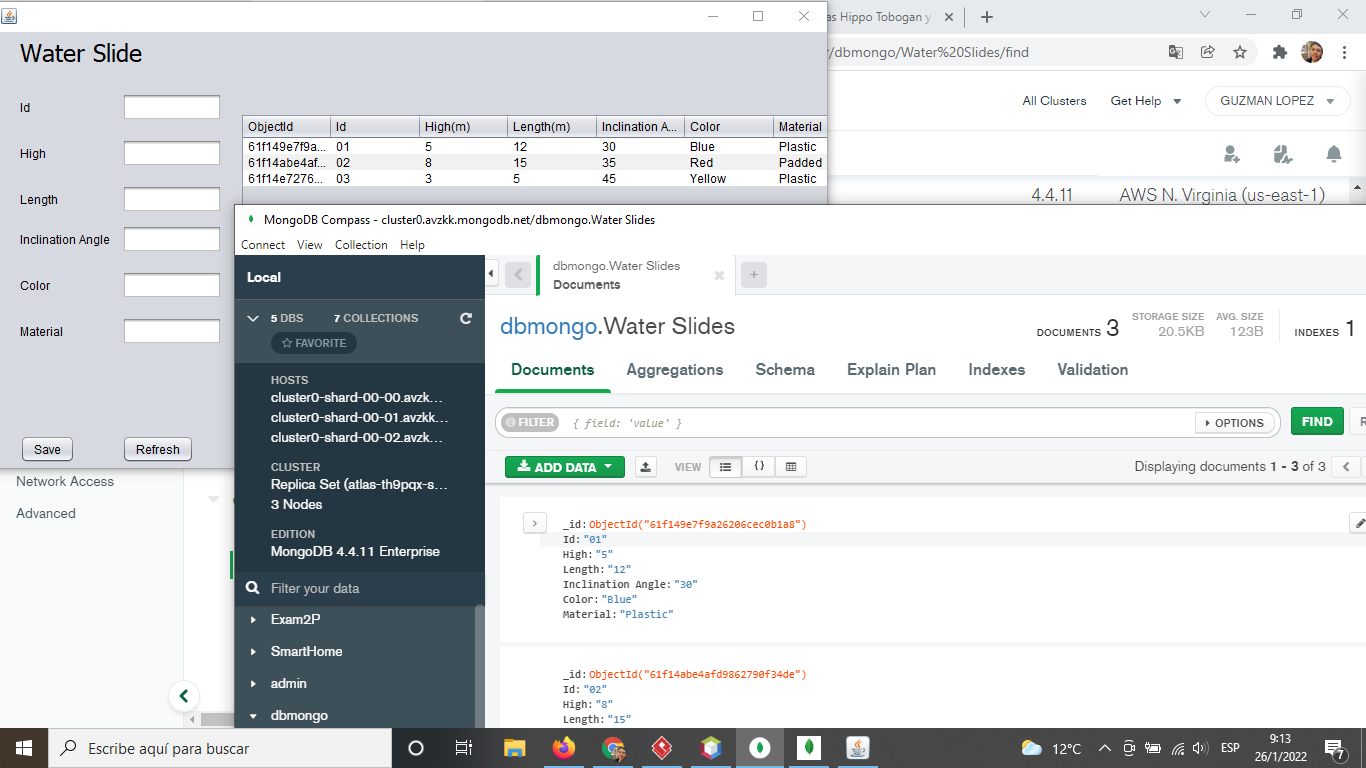 as Hippo Tobogan y
/dbmongo/Water%20Slides/find
All Clusters
Get Help
GUZMAN LOPEZ
4.4.11
AWS N. Virginia (us-east-1)
Water Slide
Id
High
Length
Inclination Angle
Color
Material
Save
Refresh
ObjectId Id High(m) Length(m) Inclination A... Color Material
61f149e7f9a... 01 5 12 30 Blue Plastic
61f14abe4af... 02 8 15 35 Red Padded
61f14e7276... 03 3 5 45 Yellow Plastic
Network Access
Advanced
MongoDB Compass - cluster0.avzkk.mongodb.net/dbmongo.Water Slides
Connect View Collection Help
Local
5 DBS 7 COLLECTIONS
FAVORITE
HOSTS
cluster0-shard-00-00.avzk...
cluster0-shard-00-01.avzkk...
cluster0-shard-00-02.avzk...
CLUSTER
Replica Set (atlas-th9pqx-s...
3 Nodes
EDITION
MongoDB 4.4.11 Enterprise
Filter your data
Exam2P
SmartHome
admin
dbmongo
dbmongo.Water Slides
Documents
dbmongo.Water Slides
DOCUMENTS 3
STORAGE SIZE
20.5KB
AVG. SIZE
123B
INDEXES 1
Documents Aggregations Schema Explain Plan Indexes Validation
FILTER { field: 'value' } OPTIONS FIND
ADD DATA VIEW {} Displaying documents 1 - 3 of 3
_id: ObjectId("61f149e7f9a26206cec0b1a8")
Id: "01"
High: "5"
Length: "12"
Inclination Angle: "30"
Color: "Blue"
Material: "Plastic"
_id: ObjectId("61f14abe4afd9862790f34de")
Id: "02"
High: "8"
Length: "15"
Escribe aquí para buscar
12°C
ESP
9:13
26/1/2022
7